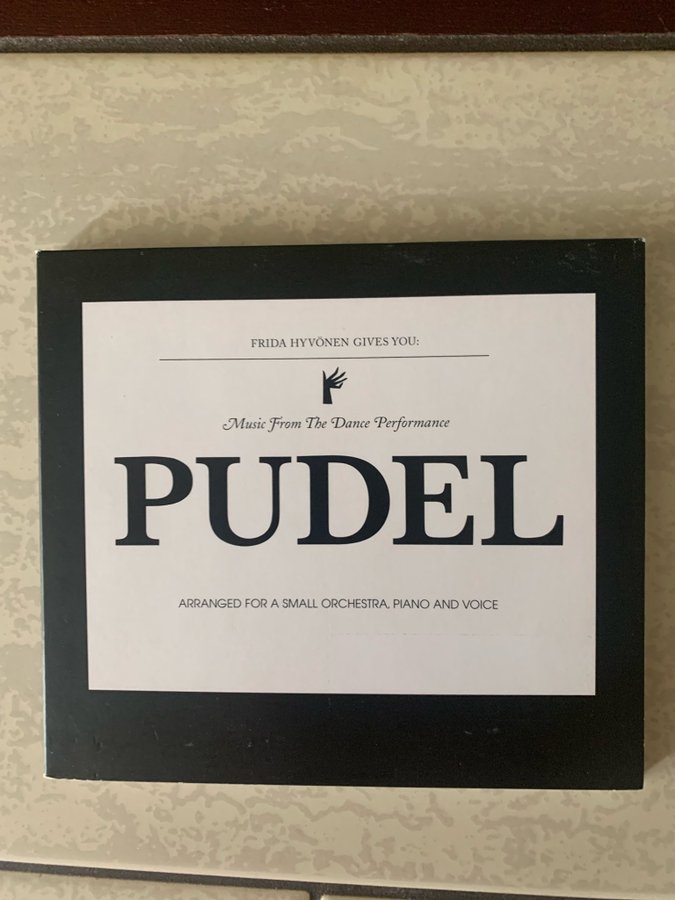 FRIDA HYVÖNEN GIVES YOU:
Music From The Dance Performance
PUDEL
ARRANGED FOR A SMALL ORCHESTRA, PIANO AND VOICE